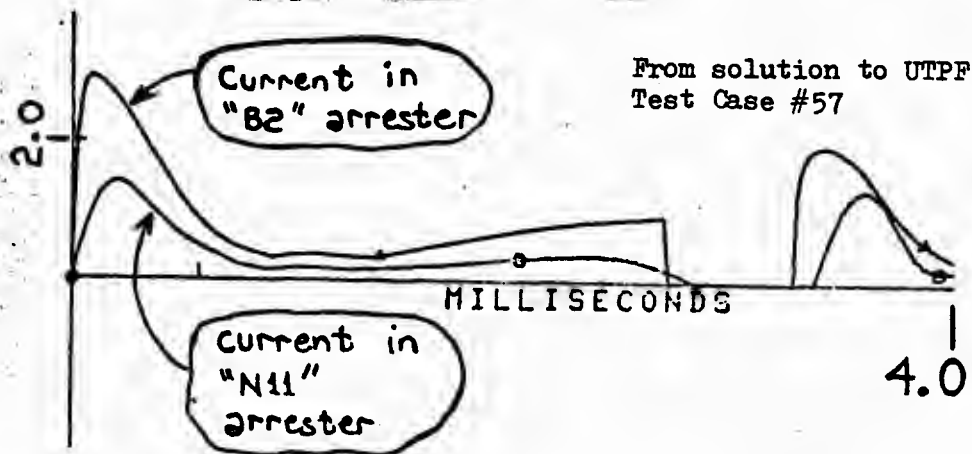 Current in
"B2" arrester
From solution to UTPF
Test Case #57
2.0
MILLISECONDS
4.0
current in
"N11"
arrester